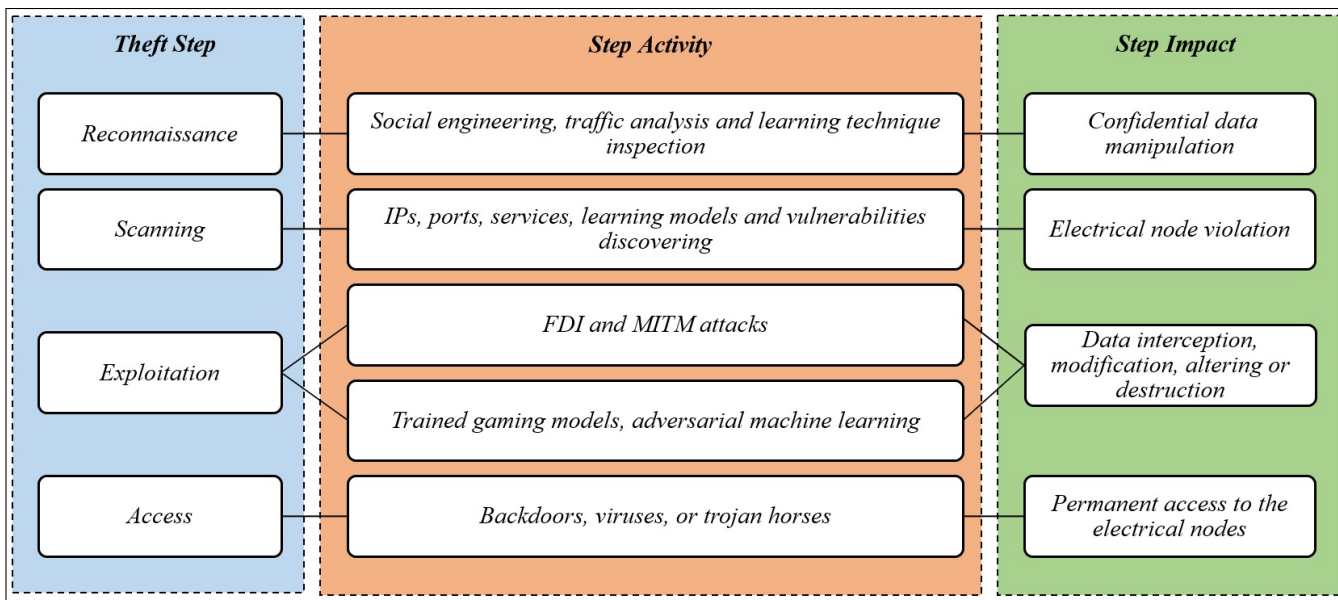 Theft Step
Step Activity
Step Impact
Reconnaissance
Social engineering, traffic analysis and learning technique
inspection
Confidential data
manipulation
Scanning
IPs, ports, services, learning models and vulnerabilities
discovering
Electrical node violation
Exploitation
FDI and MITM attacks
Trained gaming models, adversarial machine learning
Data interception,
modification, altering or
destruction
Access
Backdoors, viruses, or trojan horses
Permanent access to the
electrical nodes